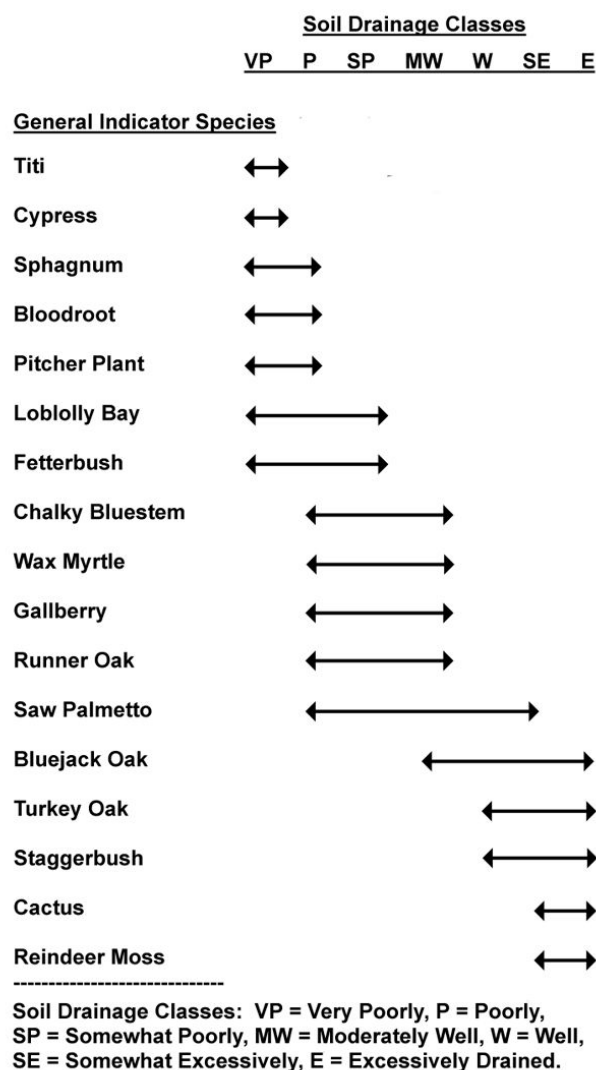 Soil Drainage Classes
VP P SP MW W SE E
General Indicator Species
Titi
Cypress
Sphagnum
Bloodroot
Pitcher Plant
Loblolly Bay
Fetterbush
Chalky Bluestem
Wax Myrtle
Gallberry
Runner Oak
Saw Palmetto
Bluejack Oak
Turkey Oak
Staggerbush
Cactus
Reindeer Moss
------------------------------
Soil Drainage Classes: VP = Very Poorly, P = Poorly,
SP = Somewhat Poorly, MW = Moderately Well, W = Well,
SE = Somewhat Excessively, E = Excessively Drained.